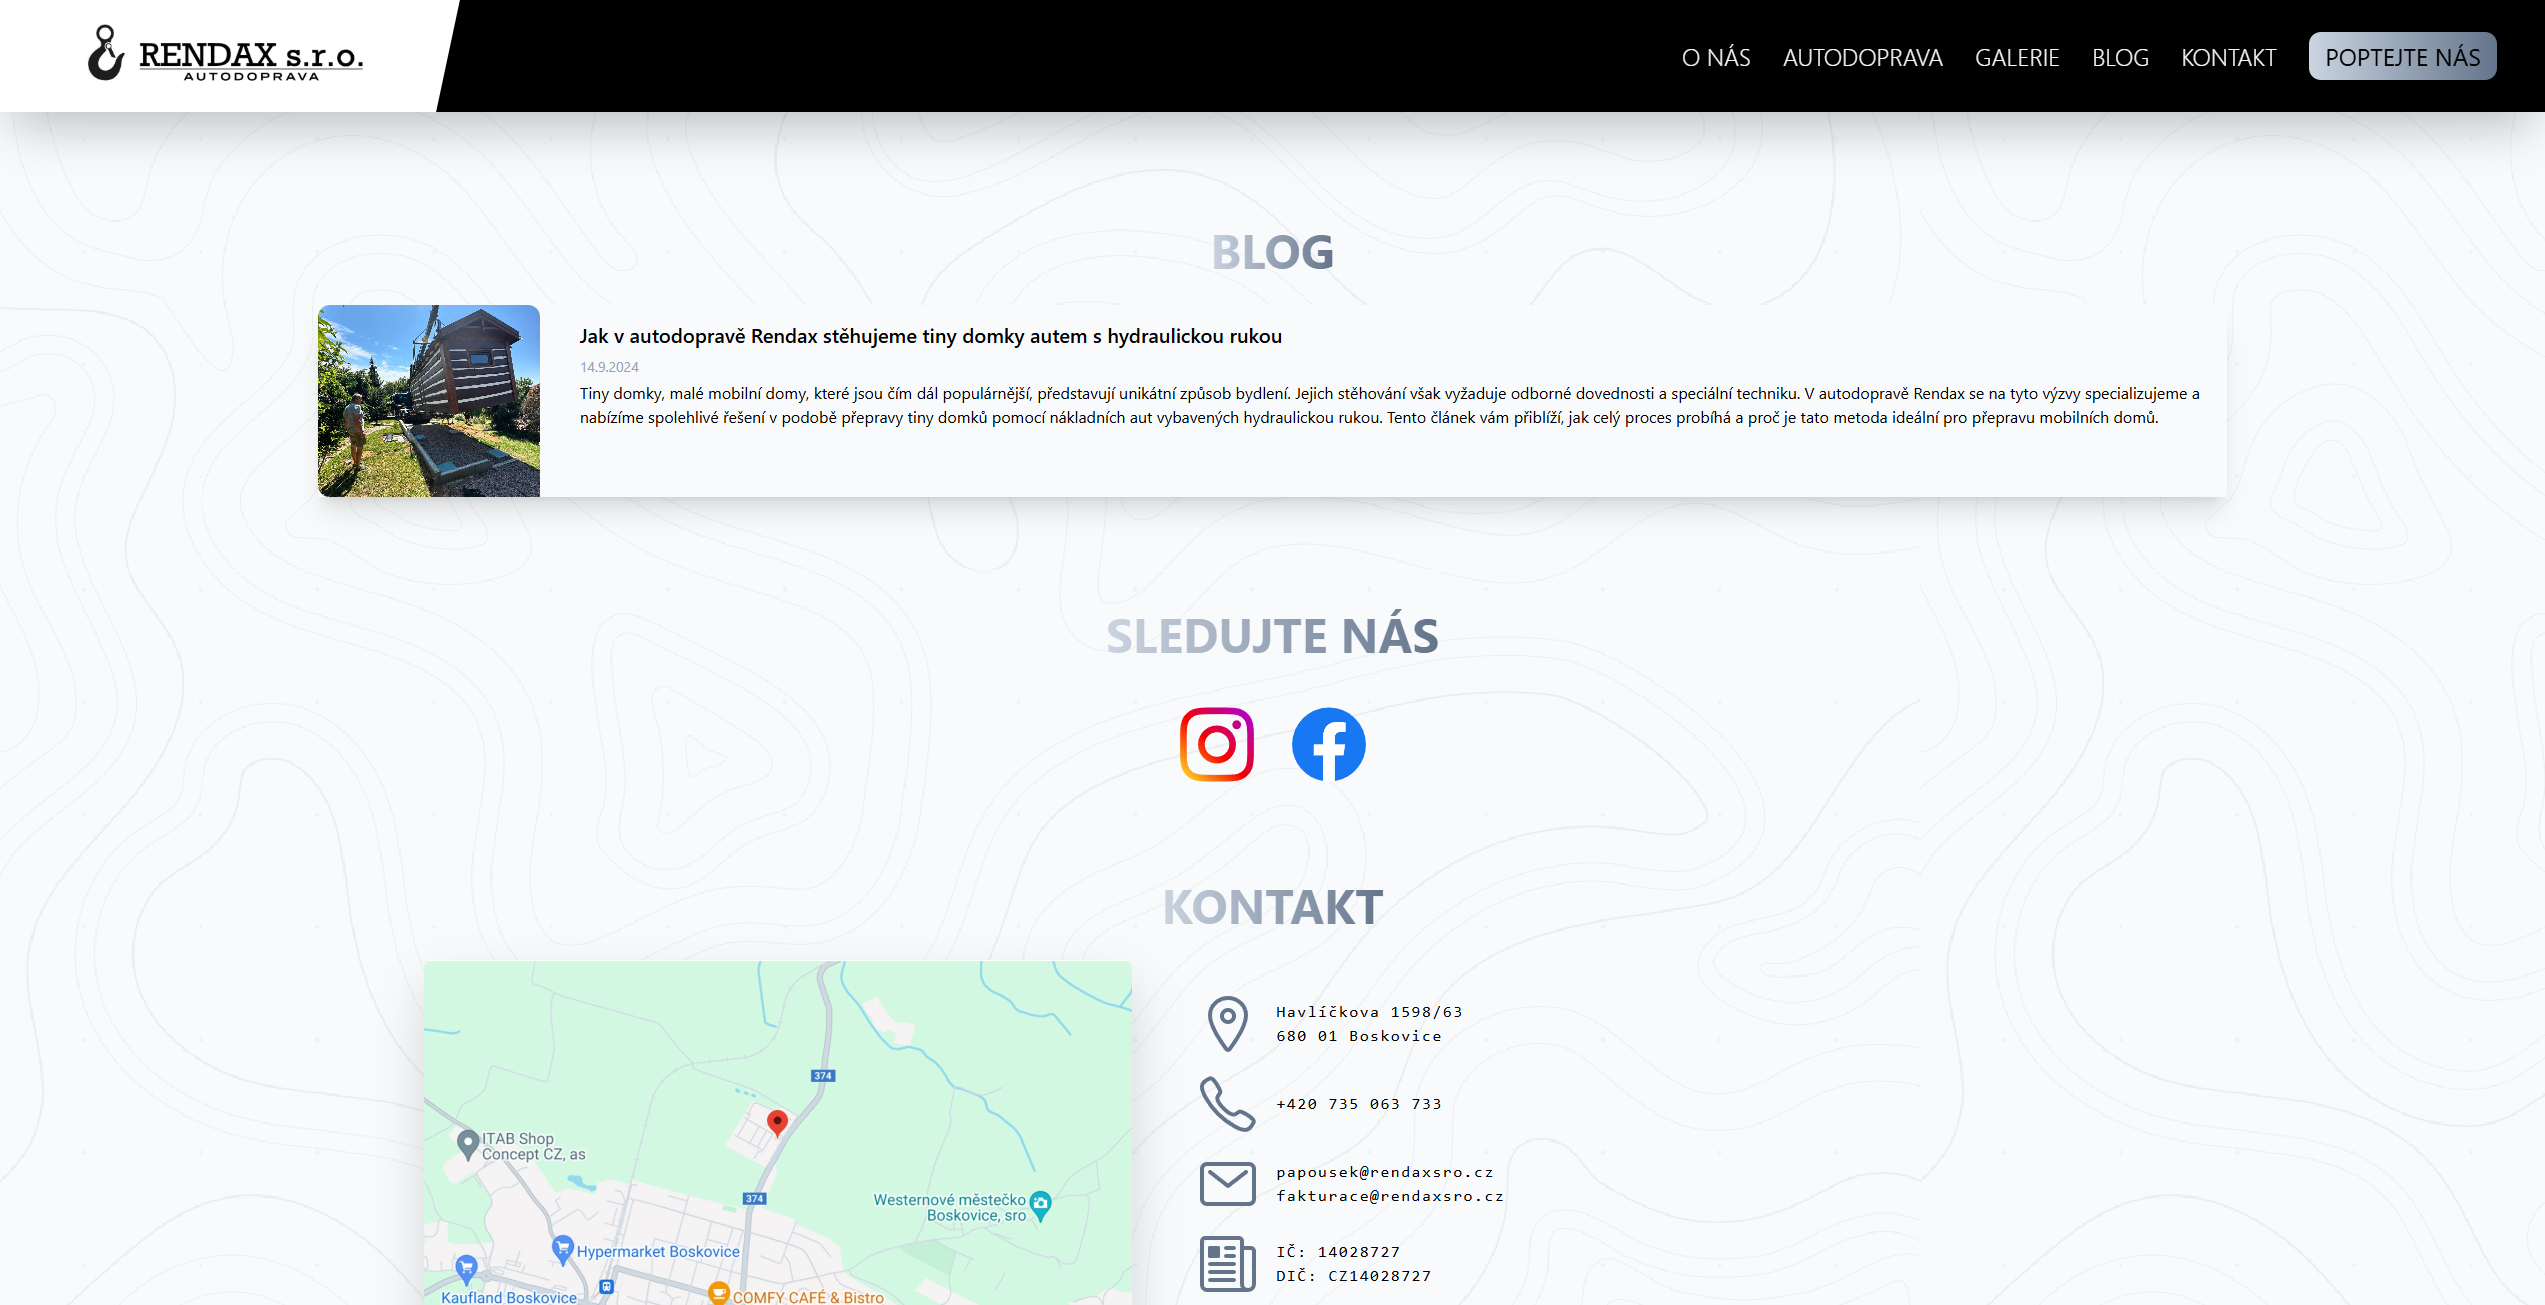 RENDAX s.r.o.
AUTODOPRAVA
O NÁS AUTODOPRAVA GALERIE BLOG KONTAKT POPTEJTE NÁS
BLOG
Jak v autodopravě Rendax stěhujeme tiny domky autem s hydraulickou rukou
14.9.2024
Tiny domky, malé mobilní domy, které jsou čím dál populárnější, představují unikátní způsob bydlení. Jejich stěhování však vyžaduje odborné dovednosti a speciální techniku. V autodopravě Rendax se na tyto výzvy specializujeme a
nabízíme spolehlivé řešení v podobě přepravy tiny domků pomocí nákladních aut vybavených hydraulickou rukou. Tento článek vám přiblíží, jak celý proces probíhá a proč je tato metoda ideální pro přepravu mobilních domů.
SLEDUJTE NÁS
KONTAKT
374
ITAB Shop
Concept CZ, as
374
Westernové městečko
Boskovice, sro
Hypermarket Boskovice
Kaufland Boskovice
COMFY CAFÉ & Bistro
Havlíčkova 1598/63
680 01 Boskovice
+420 735 063 733
papousek@rendaxsro.cz
fakturace@rendaxsro.cz
IČ: 14028727
DIČ: CZ14028727